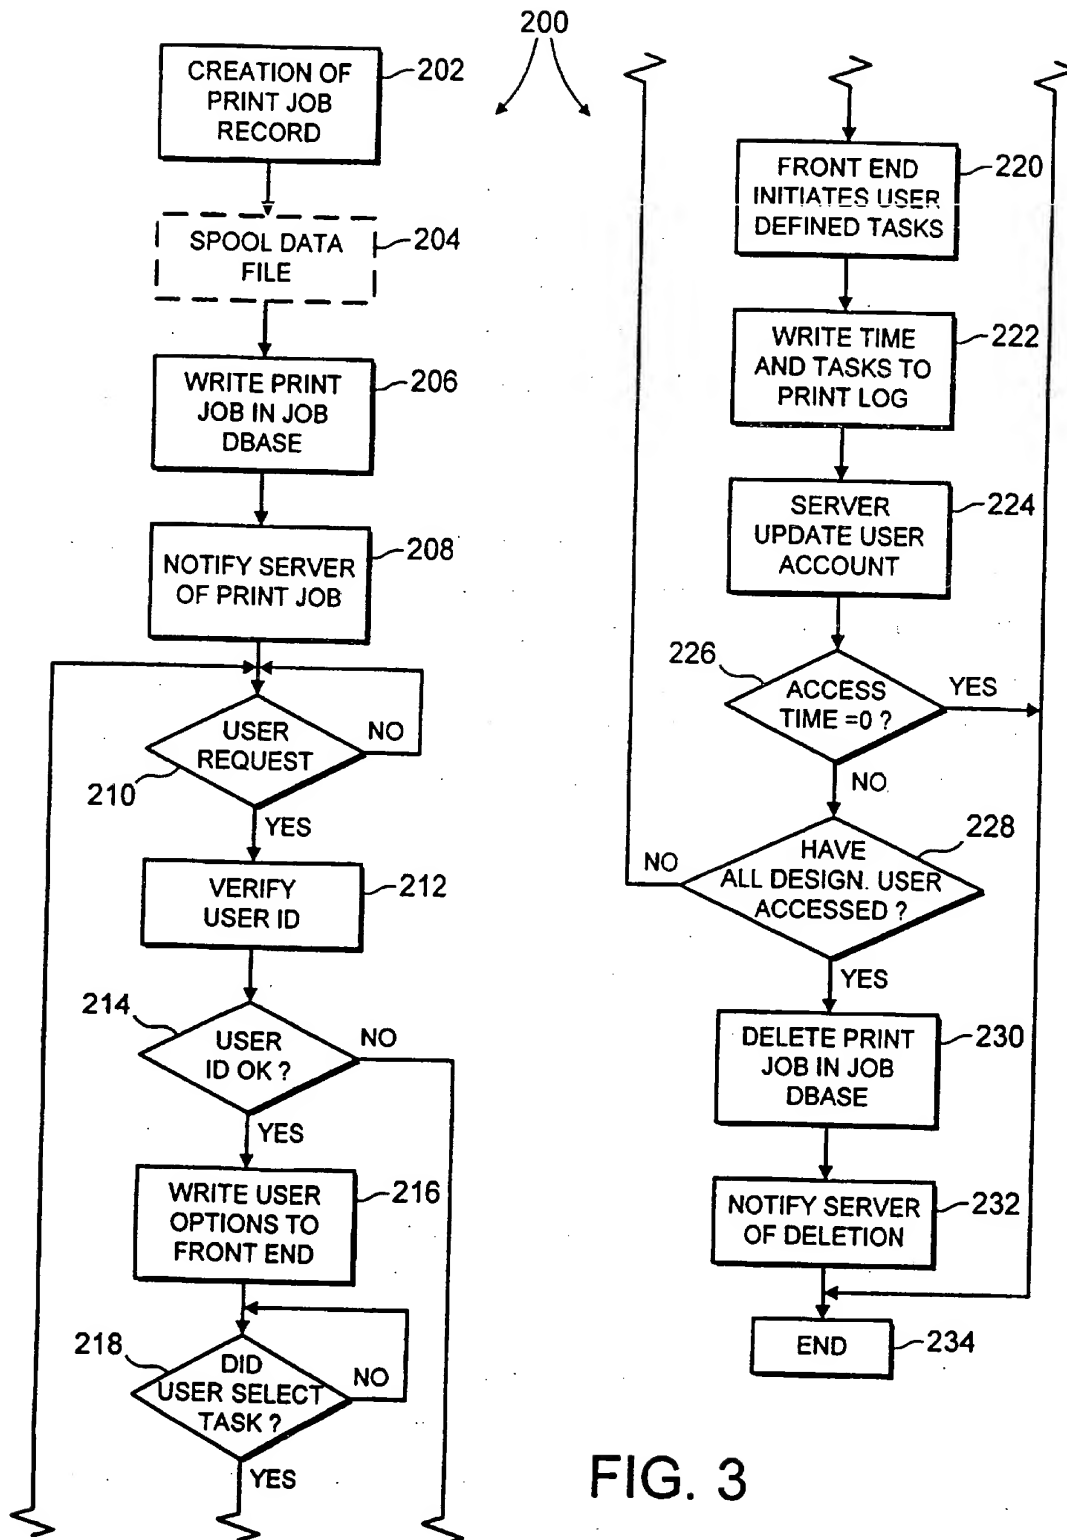 200
CREATION OF
PRINT JOB
RECORD
202
SPOOL DATA
FILE
204
WRITE PRINT
JOB IN JOB
DBASE
206
NOTIFY SERVER
OF PRINT JOB
208
USER
REQUEST
NO
210
YES
VERIFY
USER ID
212
214
USER
ID OK ?
NO
YES
WRITE USER
OPTIONS TO
FRONT END
216
218
DID
USER SELECT
TASK ?
NO
YES
FRONT END
INITIATES USER
DEFINED TASKS
220
WRITE TIME
AND TASKS TO
PRINT LOG
222
SERVER
UPDATE USER
ACCOUNT
224
226
ACCESS
TIME =0 ?
YES
NO
228
HAVE
ALL DESIGN. USER
ACCESSED ?
NO
YES
DELETE PRINT
JOB IN JOB
DBASE
230
NOTIFY SERVER
OF DELETION
232
END
234
FIG. 3